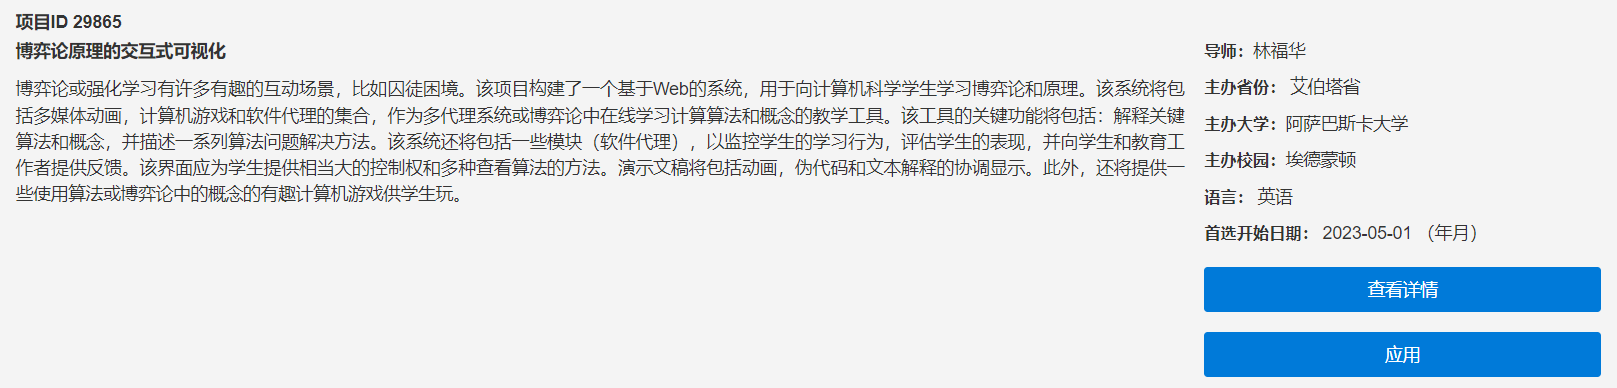 项目ID 29865
博弈论原理的交互式可视化
博弈论或强化学习有许多有趣的互动场景，比如囚徒困境。该项目构建了一个基于Web的系统，用于向计算机科学学生学习博弈论和原理。该系统将包
括多媒体动画，计算机游戏和软件代理的集合，作为多代理系统或博弈论中在线学习计算算法和概念的教学工具。该工具的关键功能将包括：解释关键
算法和概念，并描述一系列算法问题解决方法。该系统还将包括一些模块（软件代理），以监控学生的学习行为，评估学生的表现，并向学生和教育工
作者提供反馈。该界面应为学生提供相当大的控制权和多种查看算法的方法。演示文稿将包括动画，伪代码和文本解释的协调显示。此外，还将提供一
些使用算法或博弈论中的概念的有趣计算机游戏供学生玩。
导师：林福华
主办省份： 艾伯塔省
主办大学：阿萨巴斯卡大学
主办校园：埃德蒙顿
语言： 英语
首选开始日期： 2023-05-01 （年月）
查看详情
应用